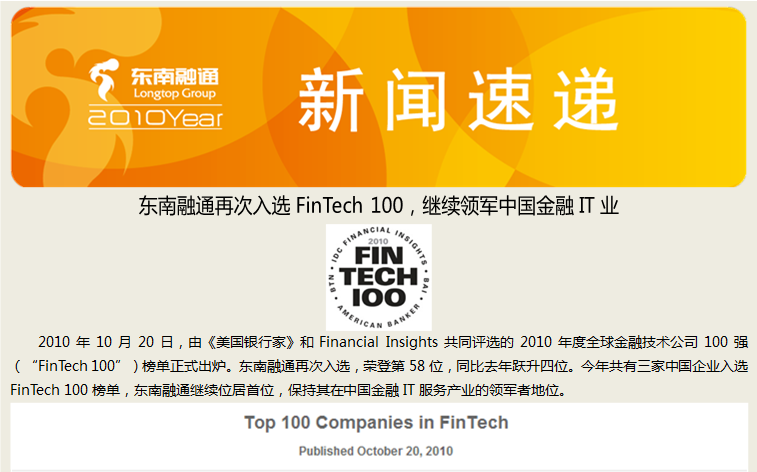 东南融通
Longtop Group
2010Year
新闻速递
东南融通再次入选 FinTech 100，继续领军中国金融 IT 业
IDC FINANCIAL INSIGHTS
2010
FIN
TECH
100
BTN • AMERICAN BANKER • BAI
2010 年 10 月 20 日，由《美国银行家》和 Financial Insights 共同评选的 2010 年度全球金融技术公司 100 强
（“FinTech 100”）榜单正式出炉。东南融通再次入选，荣登第 58 位，同比去年跃升四位。今年共有三家中国企业入选
FinTech 100 榜单，东南融通继续位居首位，保持其在中国金融 IT 服务产业的领军者地位。
Top 100 Companies in FinTech
Published October 20, 2010